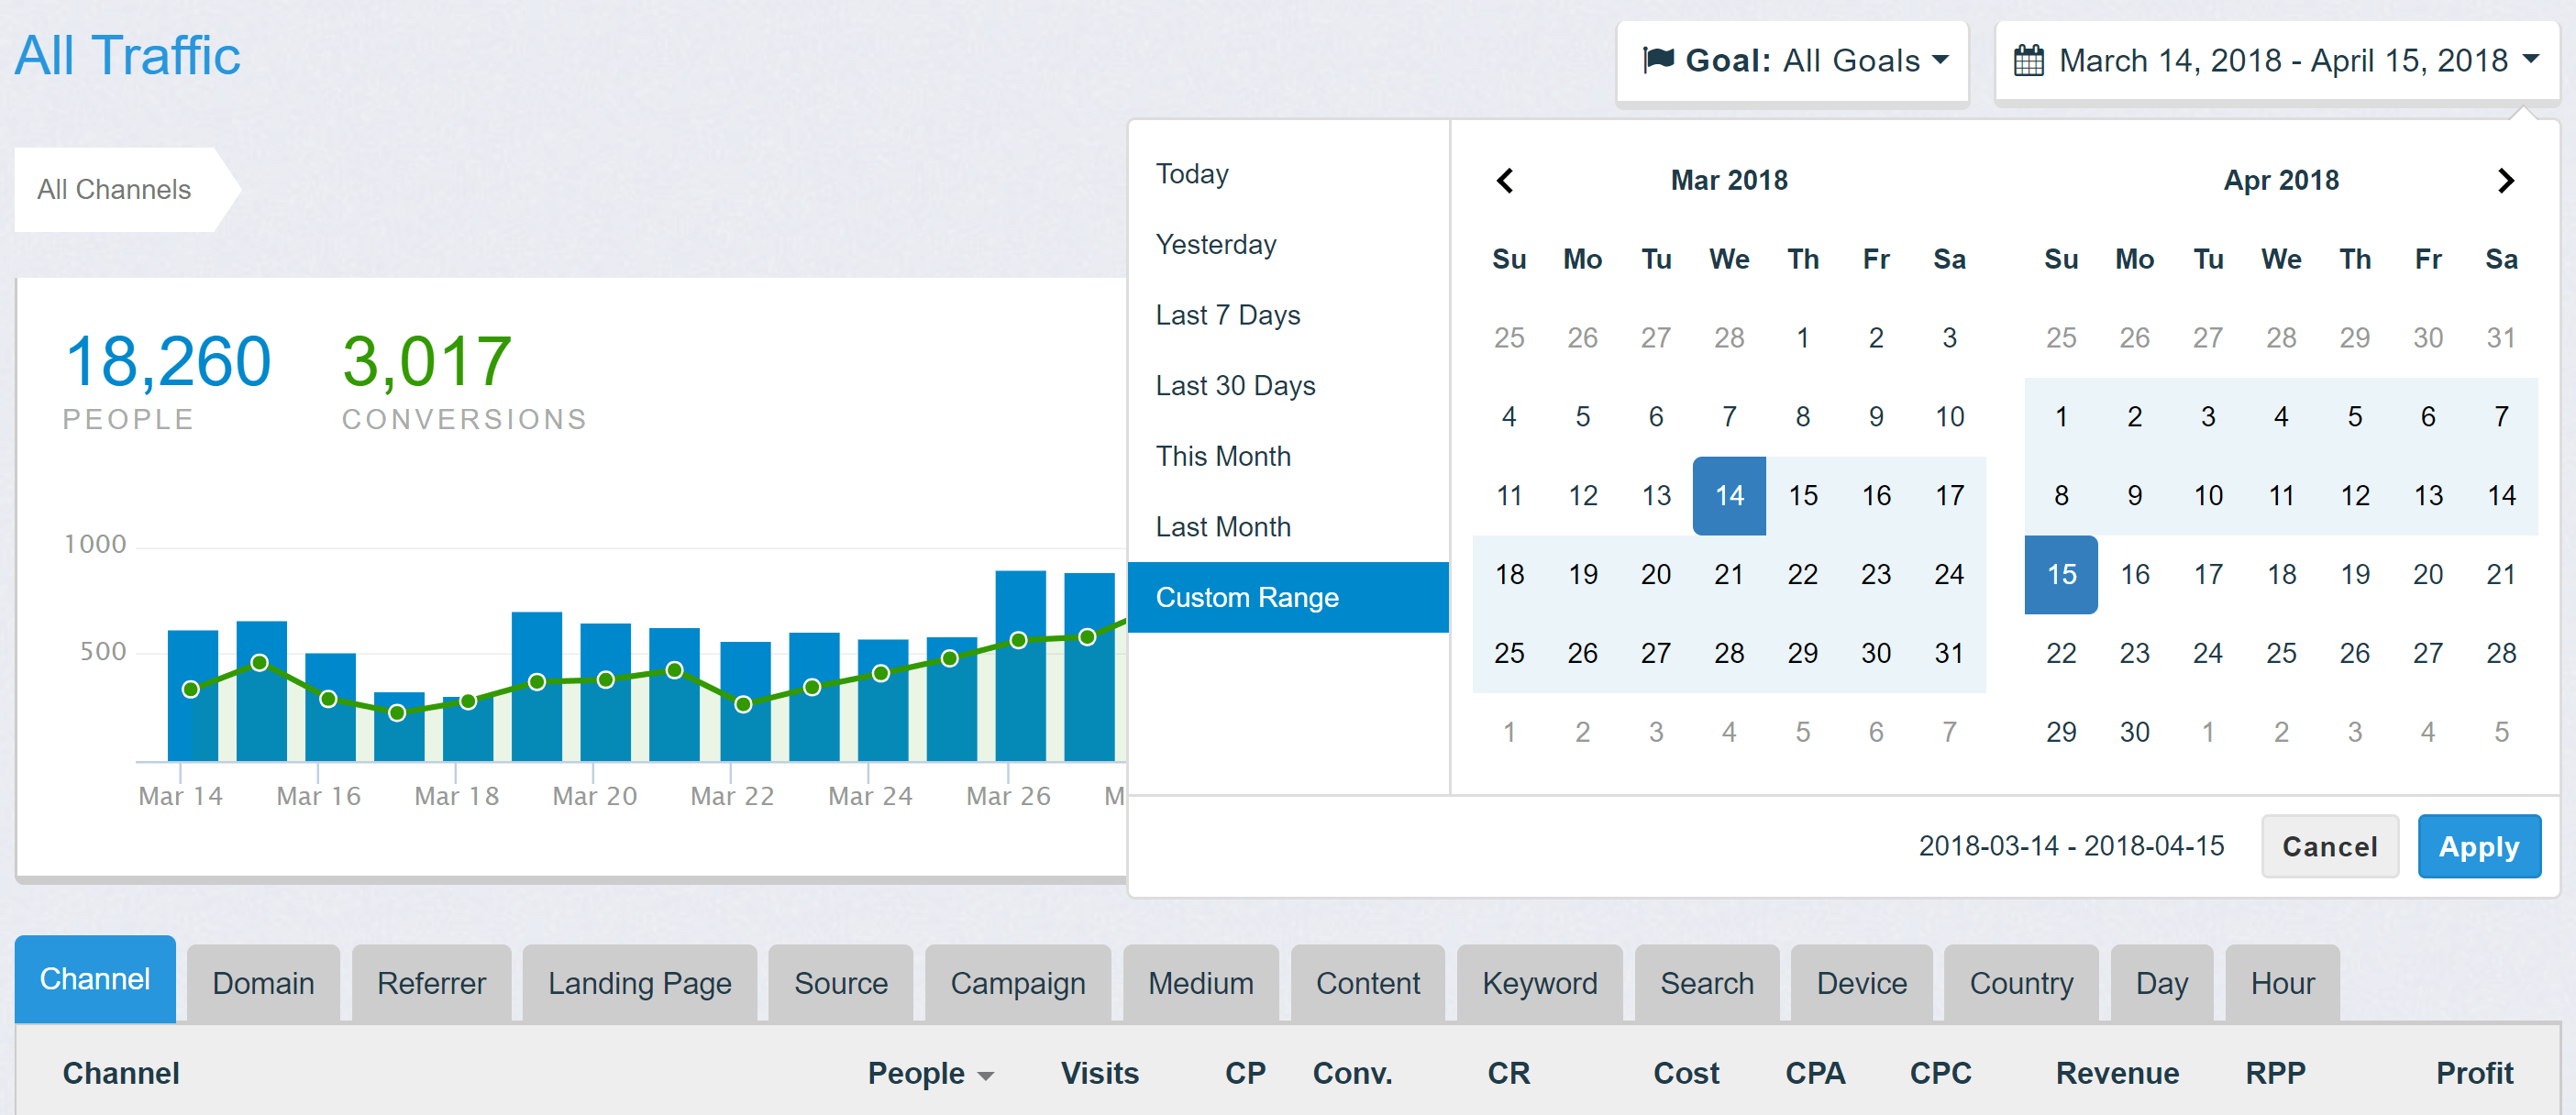 All Traffic
Goal: All Goals
March 14, 2018 - April 15, 2018
All Channels
18,260
PEOPLE
3,017
CONVERSIONS
1000
500
Mar 14 Mar 16 Mar 18 Mar 20 Mar 22 Mar 24 Mar 26 M
Today
Yesterday
Last 7 Days
Last 30 Days
This Month
Last Month
Custom Range
Mar 2018
Su Mo Tu We Th Fr Sa
25 26 27 28 1 2 3
4 5 6 7 8 9 10
11 12 13 14 15 16 17
18 19 20 21 22 23 24
25 26 27 28 29 30 31
1 2 3 4 5 6 7
Apr 2018
Su Mo Tu We Th Fr Sa
25 26 27 28 29 30 31
1 2 3 4 5 6 7
8 9 10 11 12 13 14
15 16 17 18 19 20 21
22 23 24 25 26 27 28
29 30 1 2 3 4 5
2018-03-14 - 2018-04-15
Cancel
Apply
Channel Domain Referrer Landing Page Source Campaign Medium Content Keyword Search Device Country Day Hour
Channel People Visits CP Conv. CR Cost CPA CPC Revenue RPP Profit